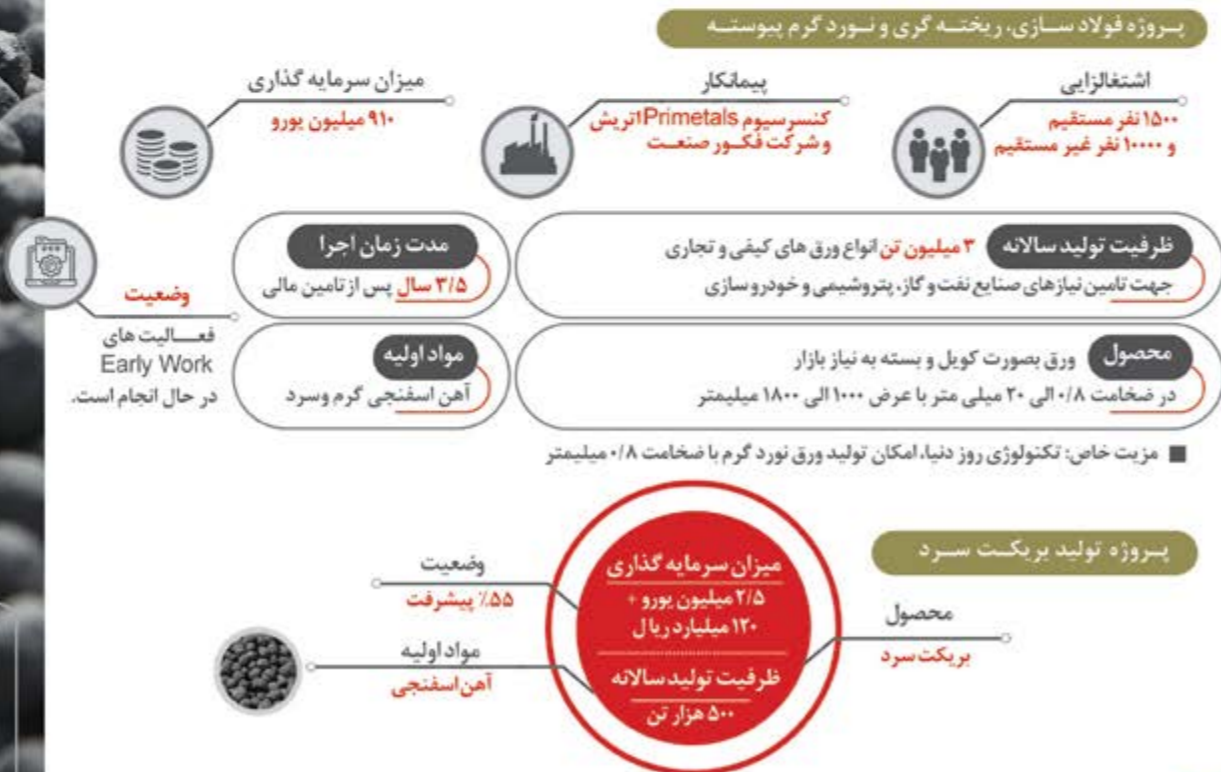 پروژه فولاد سازی، ریخته گری و نورد گرم پیوسته
اشتغالزایی
۱۵۰۰ نفر مستقیم
و ۱۰۰۰۰ نفر غیر مستقیم
پیمانکار
کنسرسیوم Primetals اتریش
و شرکت فکور صنعت
میزان سرمایه گذاری
۹۱۰ میلیون یورو
ظرفیت تولید سالانه ۳ میلیون تن انواع ورق های کیفی و تجاری
جهت تامین نیازهای صنایع نفت و گاز، پتروشیمی و خودرو سازی
مدت زمان اجرا
۳/۵ سال پس از تامین مالی
محصول ورق بصورت کویل و بسته به نیاز بازار
در ضخامت ۰/۸ الی ۲۰ میلی متر با عرض ۱۰۰۰ الی ۱۸۰۰ میلیمتر
مواد اولیه
آهن اسفنجی گرم وسرد
وضعیت
فعالیت های
Early Work
در حال انجام است.
مزیت خاص: تکنولوژی روز دنیا، امکان تولید ورق نورد گرم با ضخامت ۰/۸ میلیمتر
پروژه تولید بریکت سرد
محصول
بریکت سرد
میزان سرمایه گذاری
۲/۵ میلیون یورو +
۱۲۰ میلیارد ریال
ظرفیت تولید سالانه
۵۰۰ هزار تن
وضعیت
۵۵٪ پیشرفت
مواد اولیه
آهن اسفنجی